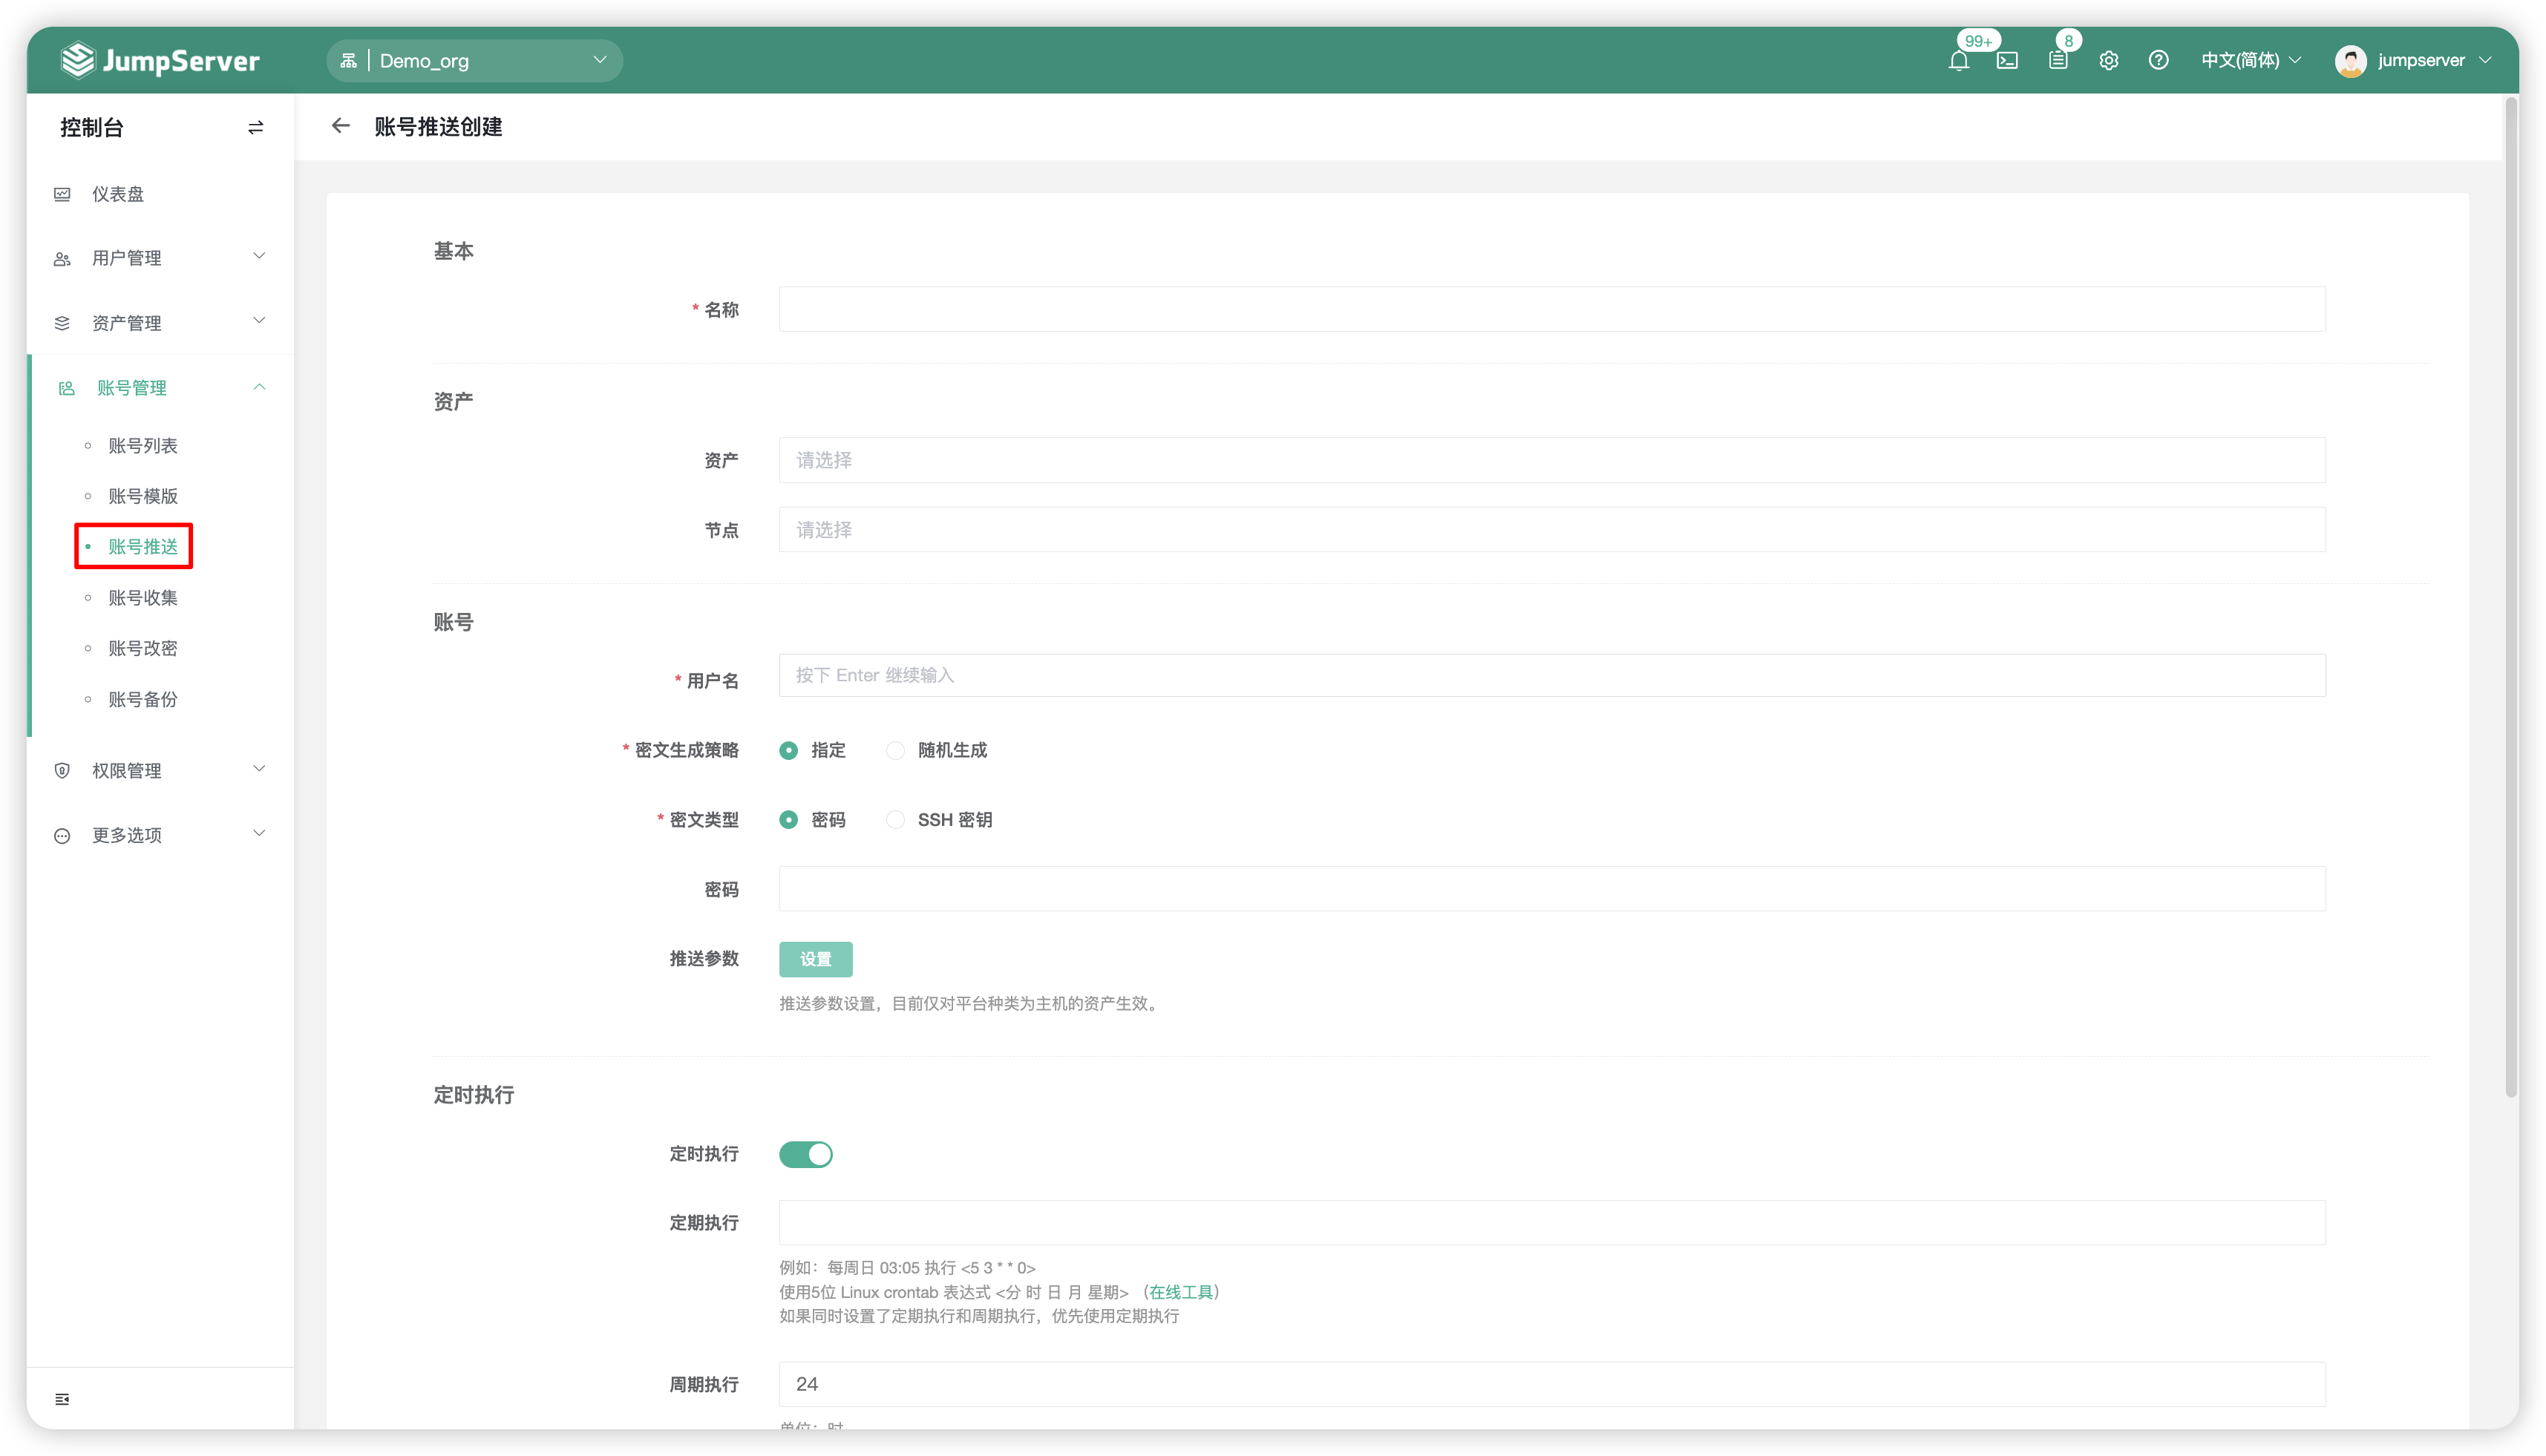 JumpServer
Demo_org
99+
8
中文(简体)
jumpserver
控制台
仪表盘
用户管理
资产管理
账号管理
账号列表
账号模版
账号推送
账号收集
账号改密
账号备份
权限管理
更多选项
账号推送创建
基本
* 名称
资产
资产 请选择
节点 请选择
账号
* 用户名 按下 Enter 继续输入
* 密文生成策略 指定 随机生成
* 密文类型 密码 SSH 密钥
密码
推送参数 设置
推送参数设置，目前仅对平台种类为主机的资产生效。
定时执行
定时执行
定期执行
例如：每周日 03:05 执行 <5 3 * * 0>
使用5位 Linux crontab 表达式 <分 时 日 月 星期> （在线工具）
如果同时设置了定期执行和周期执行，优先使用定期执行
周期执行 24
单位：时